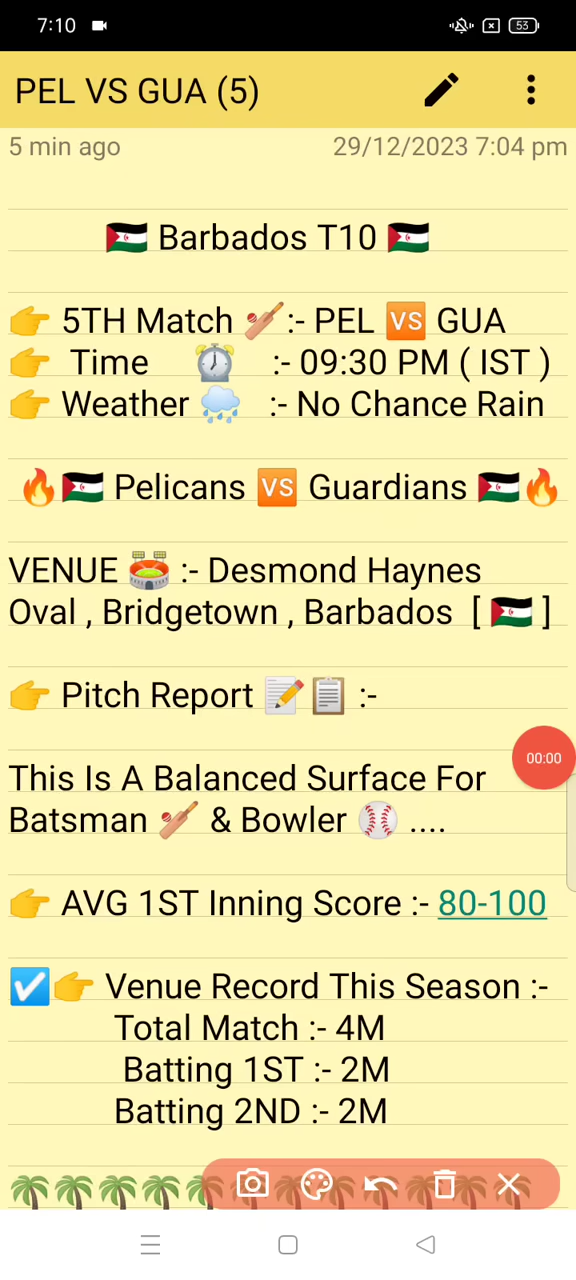 7:10
53
PEL VS GUA (5)
5 min ago 29/12/2023 7:04 pm
🇪🇭 Barbados T10 🇪🇭
👉 5TH Match 🏏:- PEL 🆚 GUA
👉 Time ⏰ :- 09:30 PM ( IST )
👉 Weather 🌧️ :- No Chance Rain
🔥🇪🇭 Pelicans 🆚 Guardians 🇪🇭🔥
VENUE 🏟️ :- Desmond Haynes
Oval , Bridgetown , Barbados [ 🇪🇭 ]
👉 Pitch Report 📝📋 :-
00:00
This Is A Balanced Surface For
Batsman 🏏 & Bowler ⚾ ....
👉 AVG 1ST Inning Score :- 80-100
☑️👉 Venue Record This Season :-
Total Match :- 4M
Batting 1ST :- 2M
Batting 2ND :- 2M